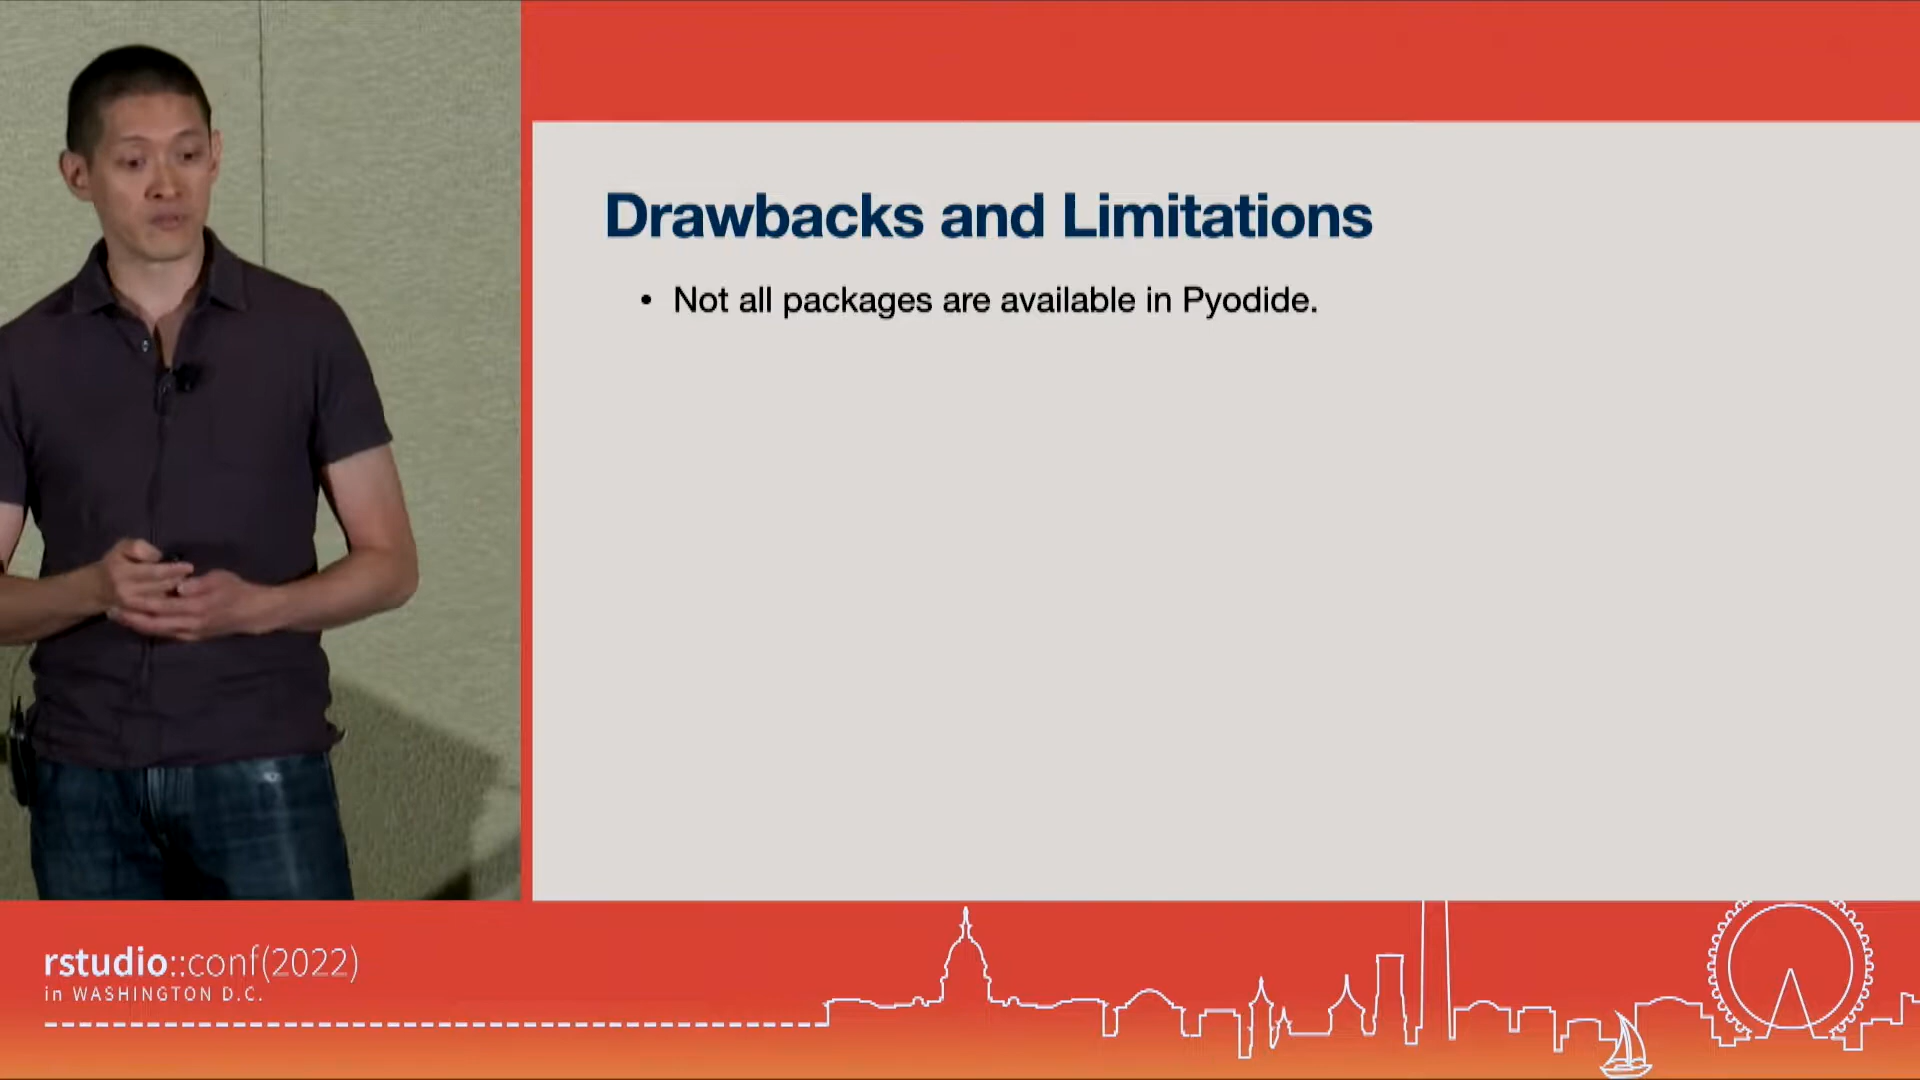 Drawbacks and Limitations
• Not all packages are available in Pyodide.
rstudio::conf(2022)
in WASHINGTON D.C.